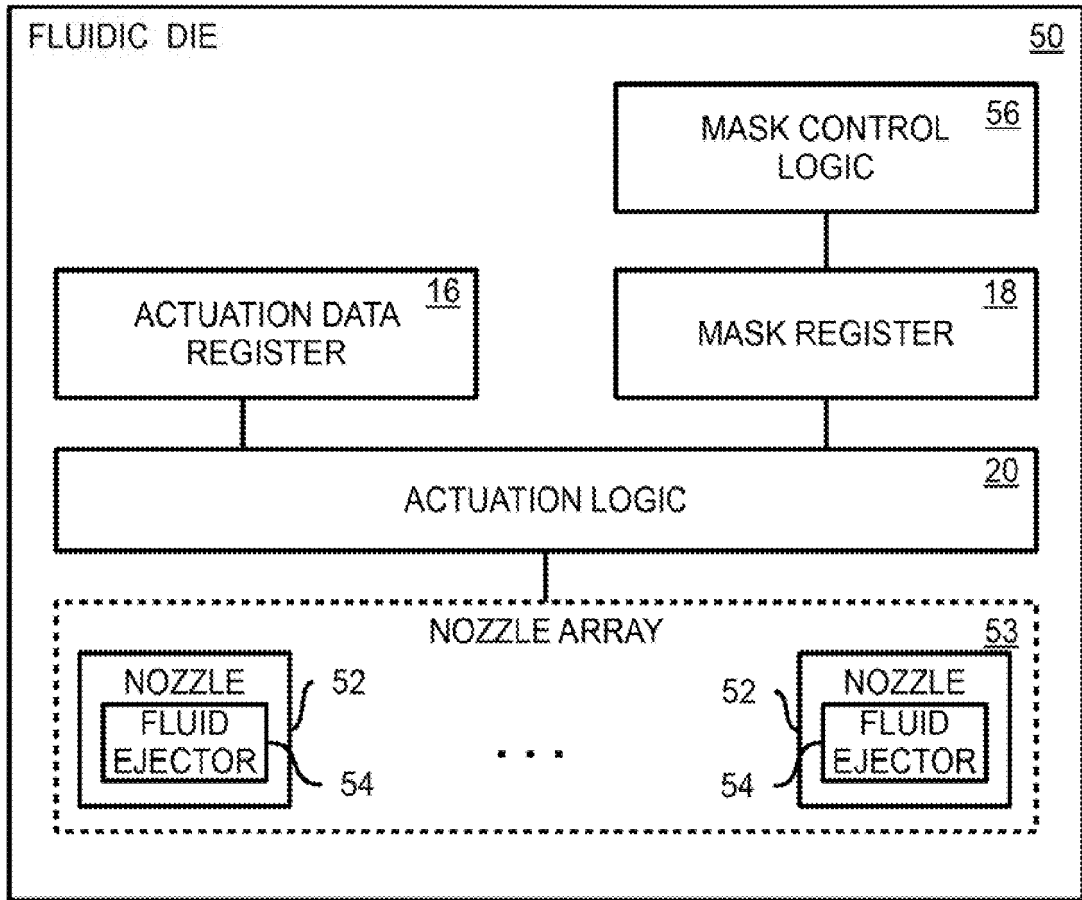 FLUIDIC DIE
50
56
MASK CONTROL
LOGIC
16
ACTUATION DATA
REGISTER
18
MASK REGISTER
20
ACTUATION LOGIC
NOZZLE ARRAY
53
NOZZLE
FLUID
EJECTOR
52
54
...
52
54
NOZZLE
FLUID
EJECTOR